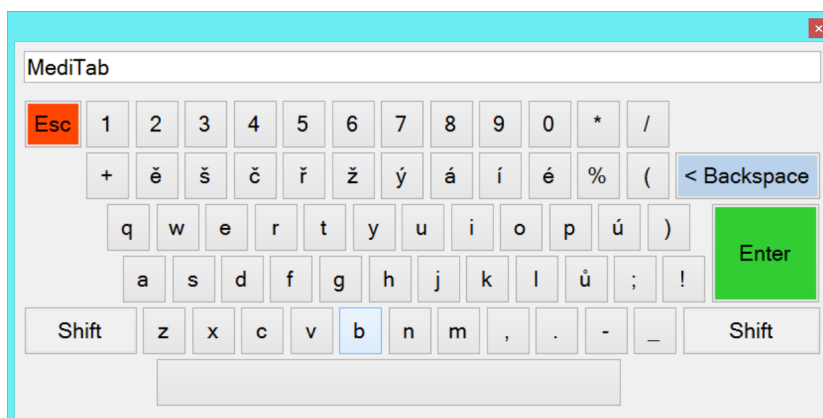 MediTab
Esc 1 2 3 4 5 6 7 8 9 0 * /
+ ě š č ř ž ý á í é % ( < Backspace
q w e r t y u i o p ú )
Enter
a s d f g h j k l ů ; !
Shift z x c v b n m , . - _ Shift